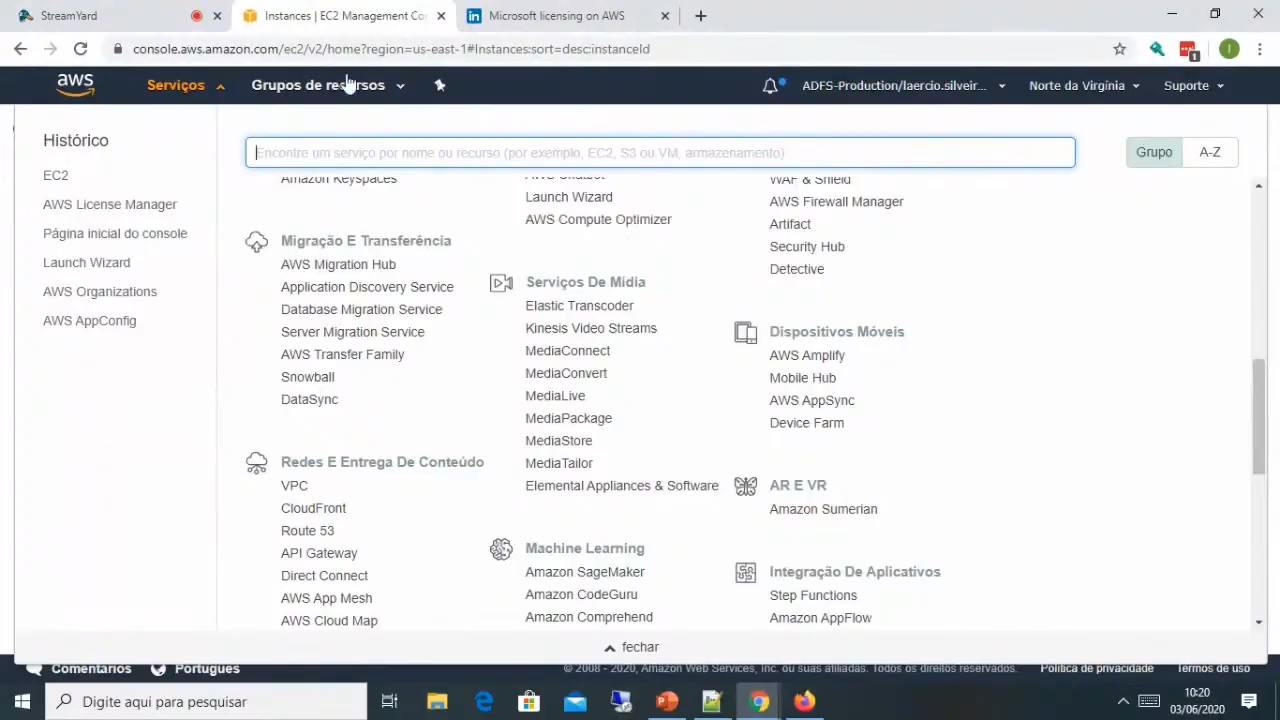 StreamYard
Instances | EC2 Management Con
Microsoft licensing on AWS
console.aws.amazon.com/ec2/v2/home?region=us-east-1#Instances:sort=desc:instanceId
1
I
aws
Serviços
Grupos de recursos
ADFS-Production/laercio.silveir...
Norte da Virgínia
Suporte
Histórico
EC2
AWS License Manager
Página inicial do console
Launch Wizard
AWS Organizations
AWS AppConfig
Encontre um serviço por nome ou recurso (por exemplo, EC2, S3 ou VM, armazenamento)
Grupo
A-Z
Amazon Keyspaces
Migração E Transferência
AWS Migration Hub
Application Discovery Service
Database Migration Service
Server Migration Service
AWS Transfer Family
Snowball
DataSync
Redes E Entrega De Conteúdo
VPC
CloudFront
Route 53
API Gateway
Direct Connect
AWS App Mesh
AWS Cloud Map
AWS Chatbot
Launch Wizard
AWS Compute Optimizer
Serviços De Mídia
Elastic Transcoder
Kinesis Video Streams
MediaConnect
MediaConvert
MediaLive
MediaPackage
MediaStore
MediaTailor
Elemental Appliances & Software
Machine Learning
Amazon SageMaker
Amazon CodeGuru
Amazon Comprehend
WAF & Shield
AWS Firewall Manager
Artifact
Security Hub
Detective
Dispositivos Móveis
AWS Amplify
Mobile Hub
AWS AppSync
Device Farm
AR E VR
Amazon Sumerian
Integração De Aplicativos
Step Functions
Amazon AppFlow
fechar
Comentários
Português
© 2008 - 2020, Amazon Web Services, Inc. ou suas afiliadas. Todos os direitos reservados.
Política de privacidade
Termos de uso
Digite aqui para pesquisar
10:20
03/06/2020